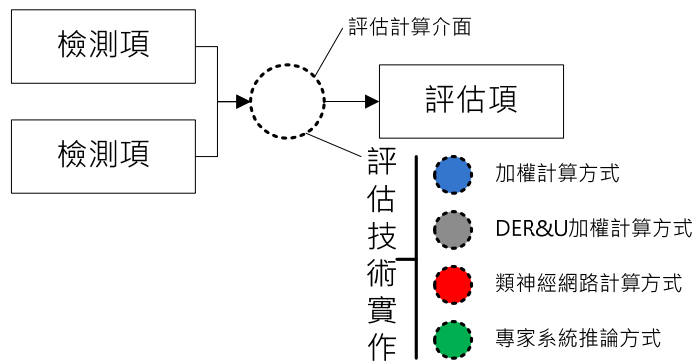 檢測項
評估計算介面
評估項
檢測項
評估技術實作
加權計算方式
DER&U加權計算方式
類神經網路計算方式
專家系統推論方式